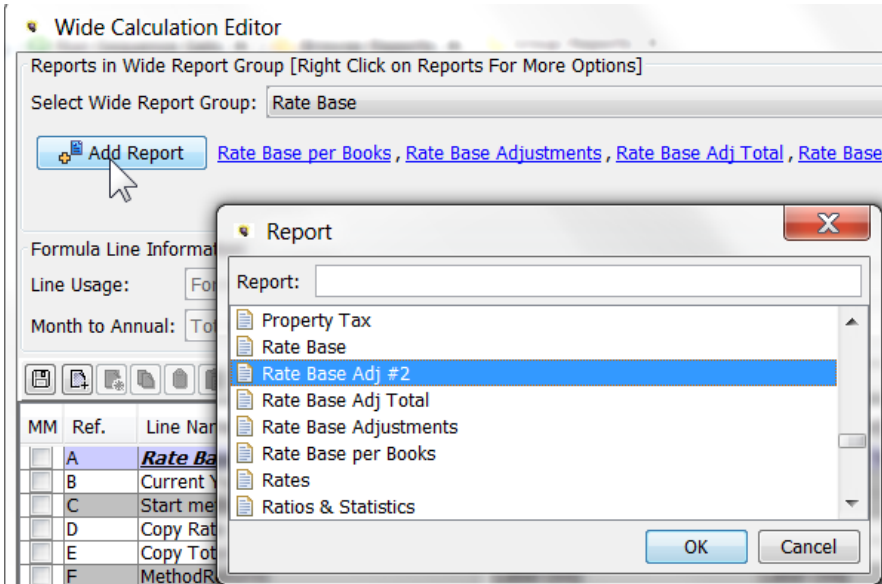 Wide Calculation Editor
Reports in Wide Report Group [Right Click on Reports For More Options]
Select Wide Report Group: Rate Base
Add Report Rate Base per Books , Rate Base Adjustments , Rate Base Adj Total , Rate Base
Report
Formula Line Informat
Line Usage: For
Month to Annual: Tot
Report:
Property Tax
Rate Base
Rate Base Adj #2
Rate Base Adj Total
Rate Base Adjustments
Rate Base per Books
Rates
Ratios & Statistics
OK Cancel
MM Ref. Line Nar
A Rate Ba
B Current Y
C Start me
D Copy Rat
E Copy Tot
F